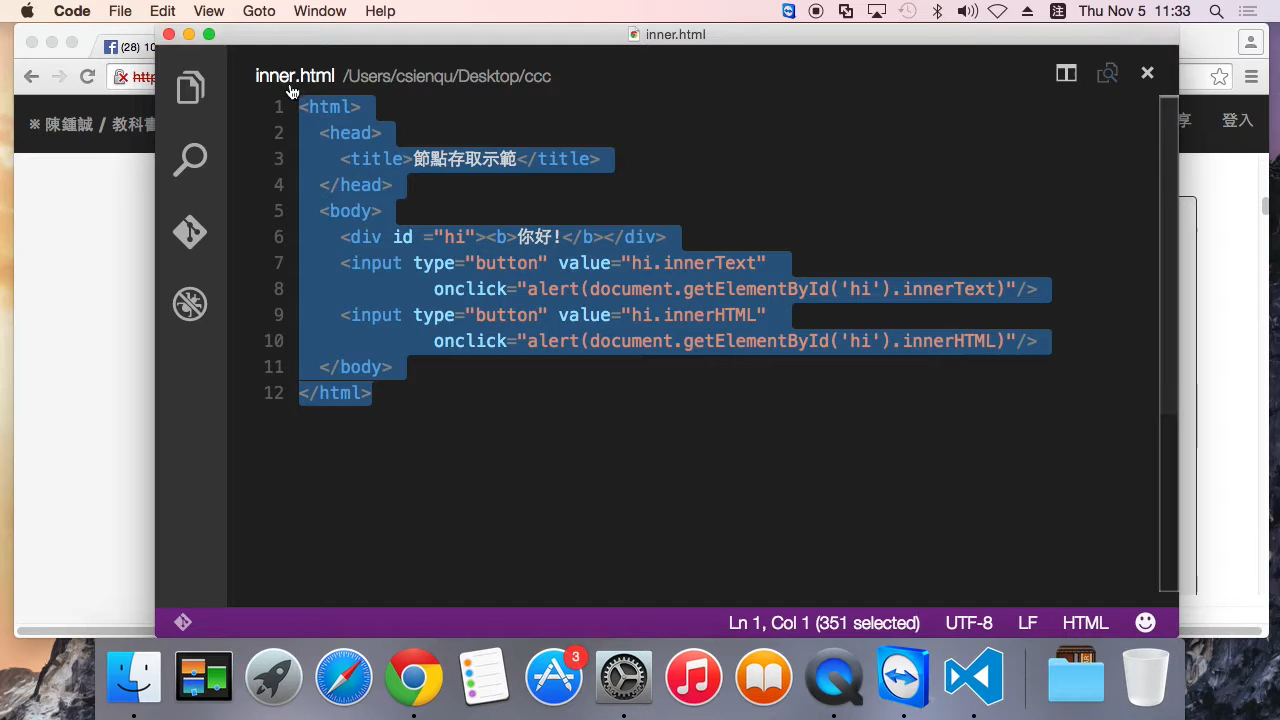 Code File Edit View Goto Window Help Thu Nov 5 11:33
inner.html
(28) 10
inner.html /Users/csienqu/Desktop/ccc
http
※ 陳鍾誠 / 教科書
享 登入
1 <html>
2 <head>
3 <title>節點存取示範</title>
4 </head>
5 <body>
6 <div id ="hi"><b>你好!</b></div>
7 <input type="button" value="hi.innerText"
8 onclick="alert(document.getElementById('hi').innerText)"/>
9 <input type="button" value="hi.innerHTML"
10 onclick="alert(document.getElementById('hi').innerHTML)"/>
11 </body>
12 </html>
Ln 1, Col 1 (351 selected) UTF-8 LF HTML
3